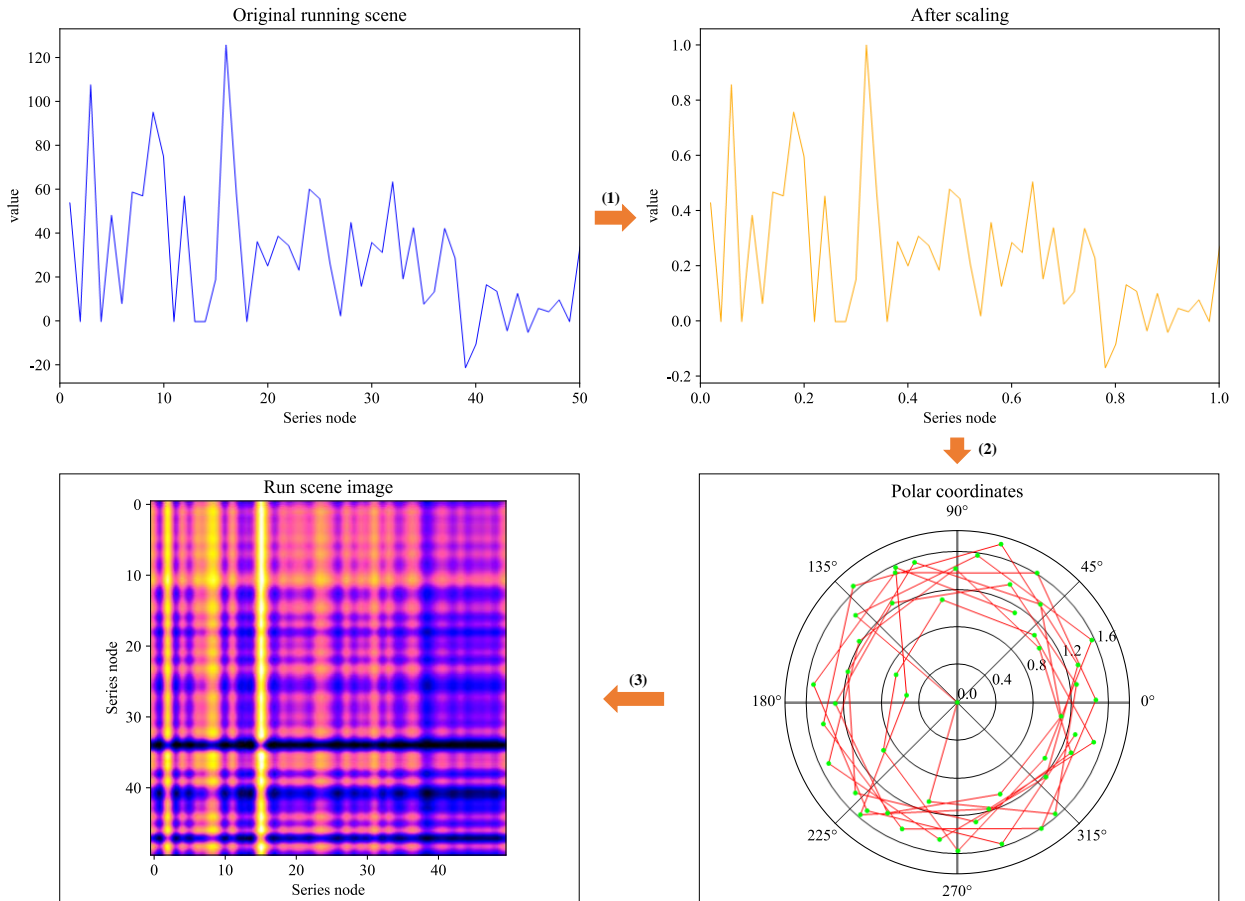 Original running scene
120
100
80
60
40
20
0
-20
value
0 10 20 30 40 50
Series node
(1)
After scaling
1.0
0.8
0.6
0.4
0.2
0.0
-0.2
value
0.0 0.2 0.4 0.6 0.8 1.0
Series node
(2)
Polar coordinates
90°
135° 45°
180° 0°
225° 315°
270°
0.0 0.4 0.8 1.2 1.6
(3)
Run scene image
0
10
20
30
40
Series node
0 10 20 30 40
Series node